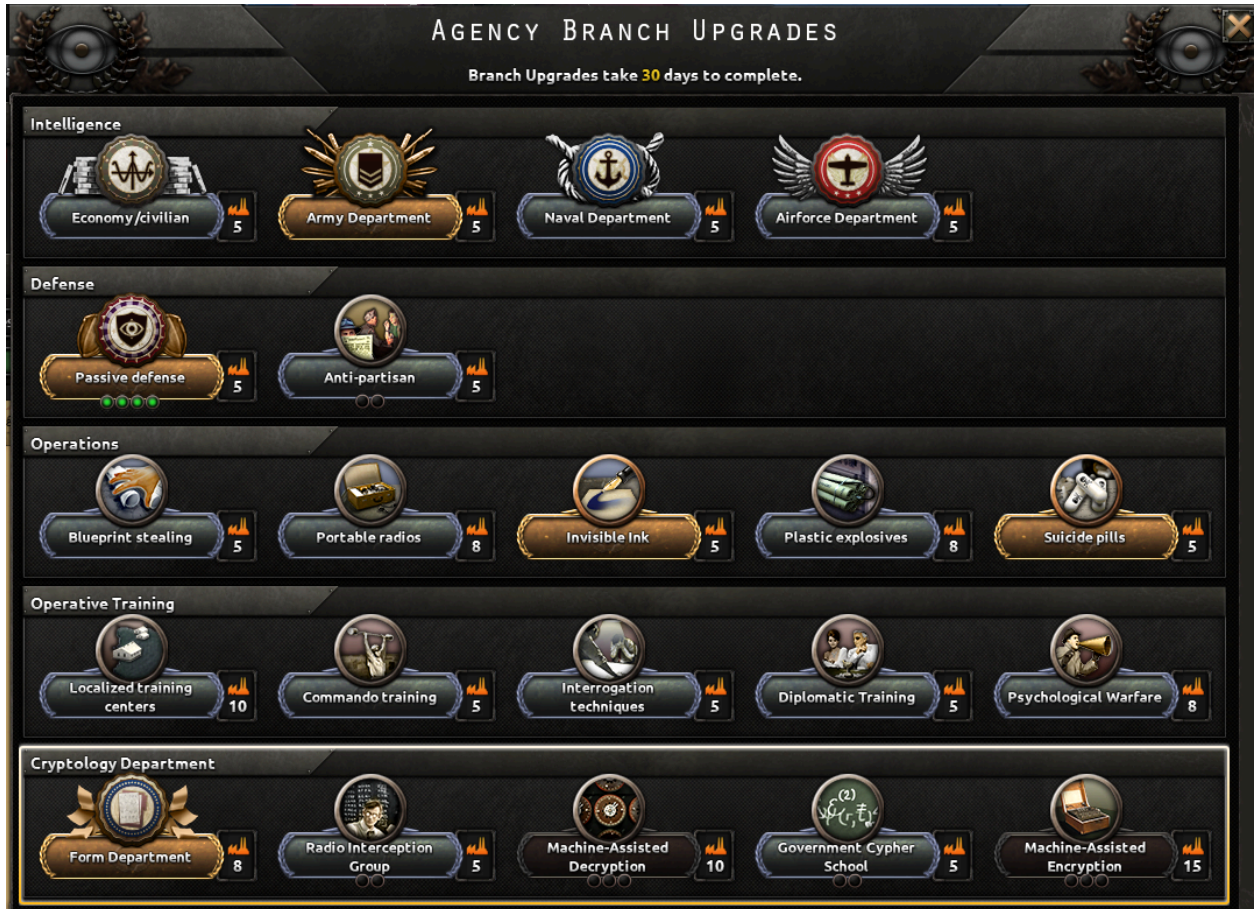 AGENCY BRANCH UPGRADES
Branch Upgrades take 30 days to complete.
Intelligence
Economy/civilian
5
Army Department
5
Naval Department
5
Airforce Department
5
Defense
Passive defense
5
Anti-partisan
5
Operations
Blueprint stealing
5
Portable radios
8
Invisible Ink
5
Plastic explosives
8
Suicide pills
5
Operative Training
Localized training
centers
10
Commando training
5
Interrogation
techniques
5
Diplomatic Training
5
Psychological Warfare
8
Cryptology Department
Form Department
8
Radio Interception
Group
5
Machine-Assisted
Decryption
10
Government Cypher
School
5
Machine-Assisted
Encryption
15